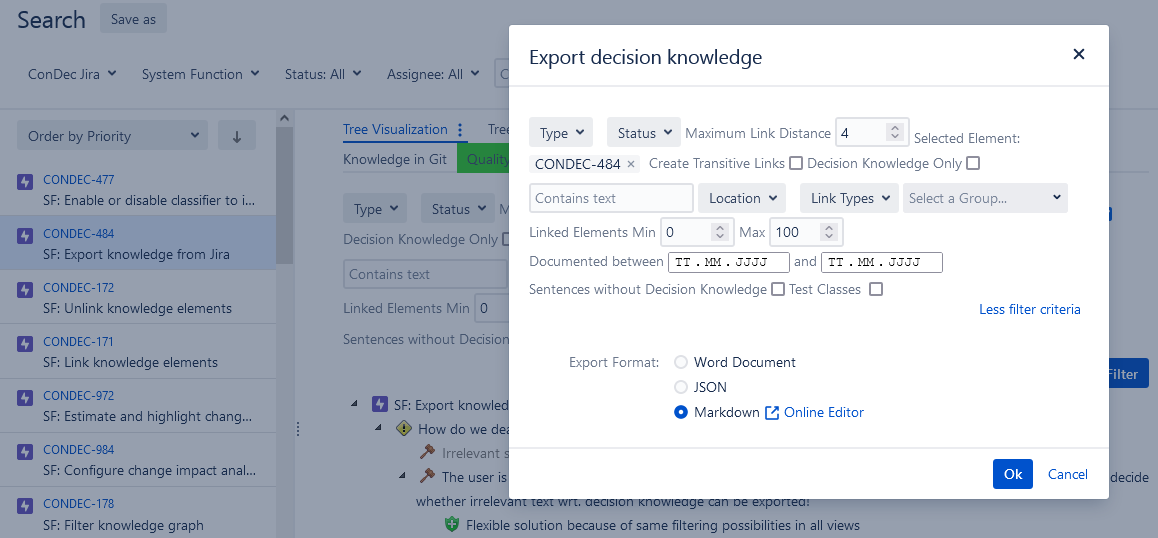 Search
Save as
ConDec Jira
System Function
Status: All
Assignee: All
Order by Priority
CONDEC-477
SF: Enable or disable classifier to i...
CONDEC-484
SF: Export knowledge from Jira
CONDEC-172
SF: Unlink knowledge elements
CONDEC-171
SF: Link knowledge elements
CONDEC-972
SF: Estimate and highlight chang...
CONDEC-984
SF: Configure change impact anal...
CONDEC-178
SF: Filter knowledge graph
Tree Visualization
Tree
Knowledge in Git
Quality
Type
Status
Decision Knowledge Only
Contains text
Linked Elements Min 0
Sentences without Decision
Filter
SF: Export knowled
How do we dea
Irrelevant s
The user is
decide
whether irrelevant text wrt. decision knowledge can be exported!
Flexible solution because of same filtering possibilities in all views
Export decision knowledge
Type Status Maximum Link Distance 4 Selected Element:
CONDEC-484 × Create Transitive Links Decision Knowledge Only
Contains text Location Link Types Select a Group...
Linked Elements Min 0 Max 100
Documented between TT.MM.JJJJ and TT.MM.JJJJ
Sentences without Decision Knowledge Test Classes
Less filter criteria
Export Format: Word Document
JSON
Markdown Online Editor
Ok Cancel